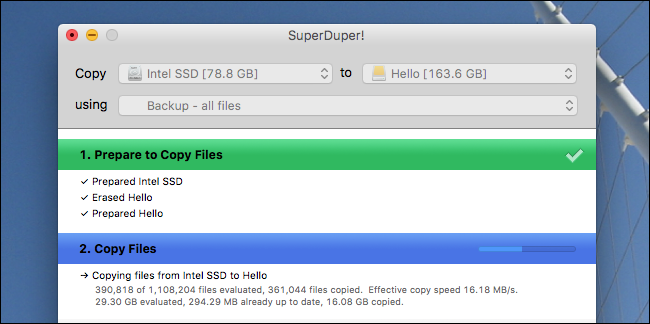 SuperDuper!
Copy Intel SSD [78.8 GB] to Hello [163.6 GB]
using Backup - all files
1. Prepare to Copy Files
✓ Prepared Intel SSD
✓ Erased Hello
✓ Prepared Hello
2. Copy Files
→ Copying files from Intel SSD to Hello
390,818 of 1,108,204 files evaluated, 361,044 files copied. Effective copy speed 16.18 MB/s.
29.30 GB evaluated, 294.29 MB already up to date, 16.08 GB copied.